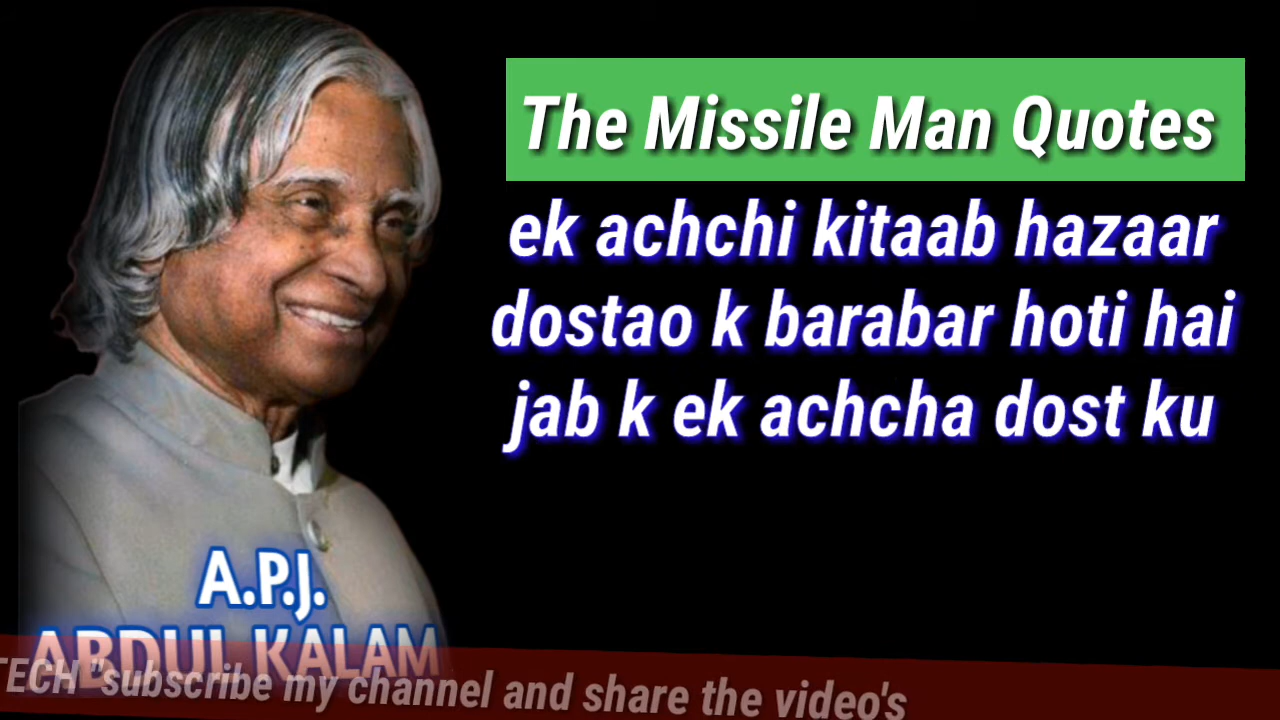 The Missile Man Quotes
ek achchi kitaab hazaar
dostao k barabar hoti hai
jab k ek achcha dost ku
A.P.J.
ABDUL KALAM
TECH "subscribe my channel and share the video's